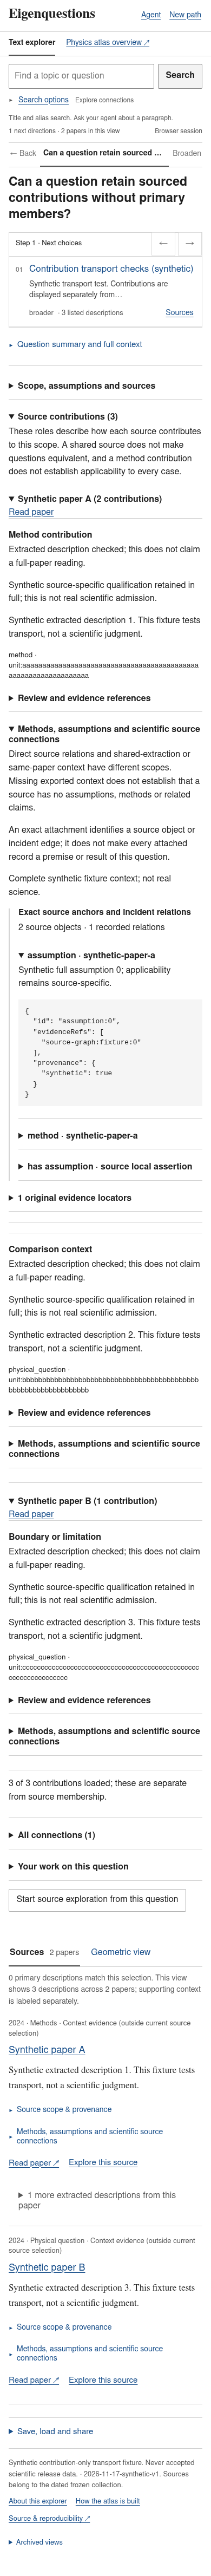 Eigenquestions
Agent New path
Text explorer Physics atlas overview ↗
Find a topic or question Search
▸ Search options Explore connections
Title and alias search. Ask your agent about a paragraph.
1 next directions · 2 papers in this view Browser session
← Back Can a question retain sourced … Broaden
Can a question retain sourced
contributions without primary
members?
Step 1 · Next choices ← →
01 Contribution transport checks (synthetic)
Synthetic transport test. Contributions are
displayed separately from…
broader · 3 listed descriptions Sources
▸ Question summary and full context
▶ Scope, assumptions and sources
▼ Source contributions (3)
These roles describe how each source contributes
to this scope. A shared source does not make
questions equivalent, and a method contribution
does not establish applicability to every case.
▼ Synthetic paper A (2 contributions)
Read paper
Method contribution
Extracted description checked; this does not claim
a full-paper reading.
Synthetic source-specific qualification retained in
full; this is not real scientific admission.
Synthetic extracted description 1. This fixture tests
transport, not a scientific judgment.
method ·
unit:aaaaaaaaaaaaaaaaaaaaaaaaaaaaaaaaaaaaaaaaaaaa
aaaaaaaaaaaaaaaaaaaa
▶ Review and evidence references
▼ Methods, assumptions and scientific source
connections
Direct source relations and shared-extraction or
same-paper context have different scopes.
Missing exported context does not establish that a
source has no assumptions, methods or related
claims.
An exact attachment identifies a source object or
incident edge; it does not make every attached
record a premise or result of this question.
Complete synthetic fixture context; not real
science.
Exact source anchors and incident relations
2 source objects · 1 recorded relations
▼ assumption · synthetic-paper-a
Synthetic full assumption 0; applicability
remains source-specific.
{
"id": "assumption:0",
"evidenceRefs": [
"source-graph:fixture:0"
],
"provenance": {
"synthetic": true
}
}
▶ method · synthetic-paper-a
▶ has assumption · source local assertion
▶ 1 original evidence locators
Comparison context
Extracted description checked; this does not claim
a full-paper reading.
Synthetic source-specific qualification retained in
full; this is not real scientific admission.
Synthetic extracted description 2. This fixture tests
transport, not a scientific judgment.
physical_question ·
unit:bbbbbbbbbbbbbbbbbbbbbbbbbbbbbbbbbbbbbbbbbbbb
bbbbbbbbbbbbbbbbbbbb
▶ Review and evidence references
▶ Methods, assumptions and scientific source
connections
▼ Synthetic paper B (1 contribution)
Read paper
Boundary or limitation
Extracted description checked; this does not claim
a full-paper reading.
Synthetic source-specific qualification retained in
full; this is not real scientific admission.
Synthetic extracted description 3. This fixture tests
transport, not a scientific judgment.
physical_question ·
unit:cccccccccccccccccccccccccccccccccccccccccccccccc
cccccccccccccccc
▶ Review and evidence references
▶ Methods, assumptions and scientific source
connections
3 of 3 contributions loaded; these are separate
from source membership.
▶ All connections (1)
▶ Your work on this question
Start source exploration from this question
Sources 2 papers Geometric view
0 primary descriptions match this selection. This view
shows 3 descriptions across 2 papers; supporting context
is labeled separately.
2024 · Methods · Context evidence (outside current source
selection)
Synthetic paper A
Synthetic extracted description 1. This fixture tests
transport, not a scientific judgment.
▸ Source scope & provenance
▸ Methods, assumptions and scientific source
connections
Read paper ↗ Explore this source
▶ 1 more extracted descriptions from this
paper
2024 · Physical question · Context evidence (outside current
source selection)
Synthetic paper B
Synthetic extracted description 3. This fixture tests
transport, not a scientific judgment.
▸ Source scope & provenance
▸ Methods, assumptions and scientific source
connections
Read paper ↗ Explore this source
▶ Save, load and share
Synthetic contribution-only transport fixture. Never accepted
scientific release data. · 2026-11-17-synthetic-v1. Sources
belong to the dated frozen collection.
About this explorer How the atlas is built
Source & reproducibility ↗
▶ Archived views